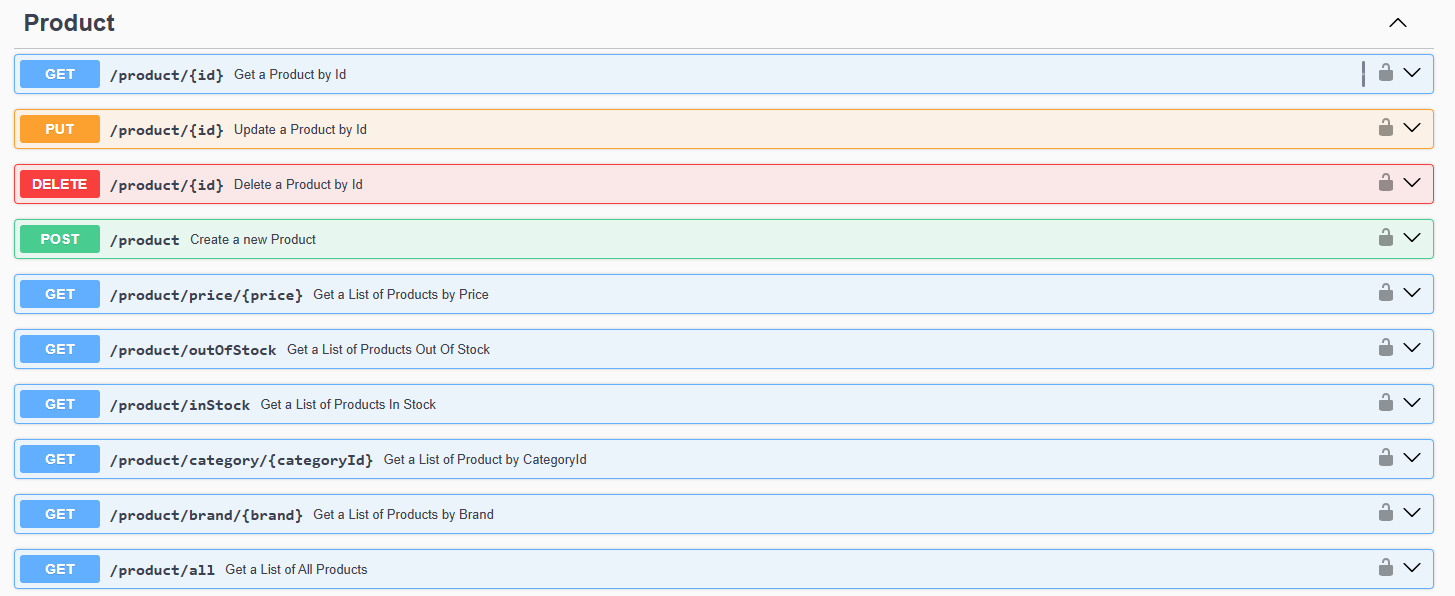 Product
GET /product/{id} Get a Product by Id
PUT /product/{id} Update a Product by Id
DELETE /product/{id} Delete a Product by Id
POST /product Create a new Product
GET /product/price/{price} Get a List of Products by Price
GET /product/outOfStock Get a List of Products Out Of Stock
GET /product/inStock Get a List of Products In Stock
GET /product/category/{categoryId} Get a List of Product by CategoryId
GET /product/brand/{brand} Get a List of Products by Brand
GET /product/all Get a List of All Products